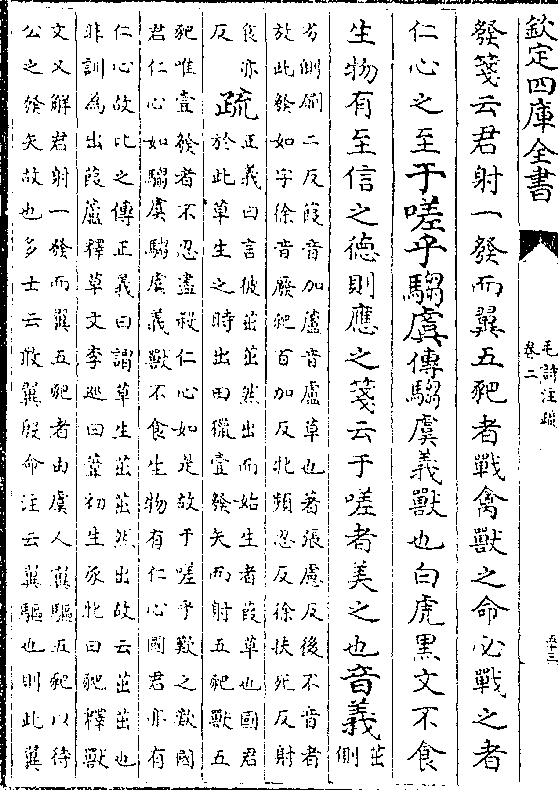 欽定四庫全書
毛詩注疏
卷二
五十三
發箋云君射一發而翼五豝者戰禽獸之命必戰之者
仁心之至于嗟乎騶虞傳騶虞義獸也白虎黑文不食
生物有至信之德則應之箋云于嗟者美之也音義茁側
劣側刷二反葭音加蘆音盧草也著張慮反後不音者
放此發如字徐音廢豝百加反牝頻忍反徐扶死反射
食亦反疏正義曰言彼茁茁然出而始生者葭草也國君
於此草生之時出田獵壹發矢而射五豝獸五
豝唯壹發者不忍盡殺仁心如是故于嗟乎歎之歎國
君仁心如騶虞騶虞義獸不食生物有仁心國君亦有
仁心故比之傳正義曰謂草生茁茁然出故云茁茁也
非訓為出葭蘆釋草文李巡曰葦初生豕牝曰豝釋獸
文又解君射一發而翼五豝者由虞人翼驅五豝以待
公之發矢故也多士云敢翼殷命注云翼驅也則此翼